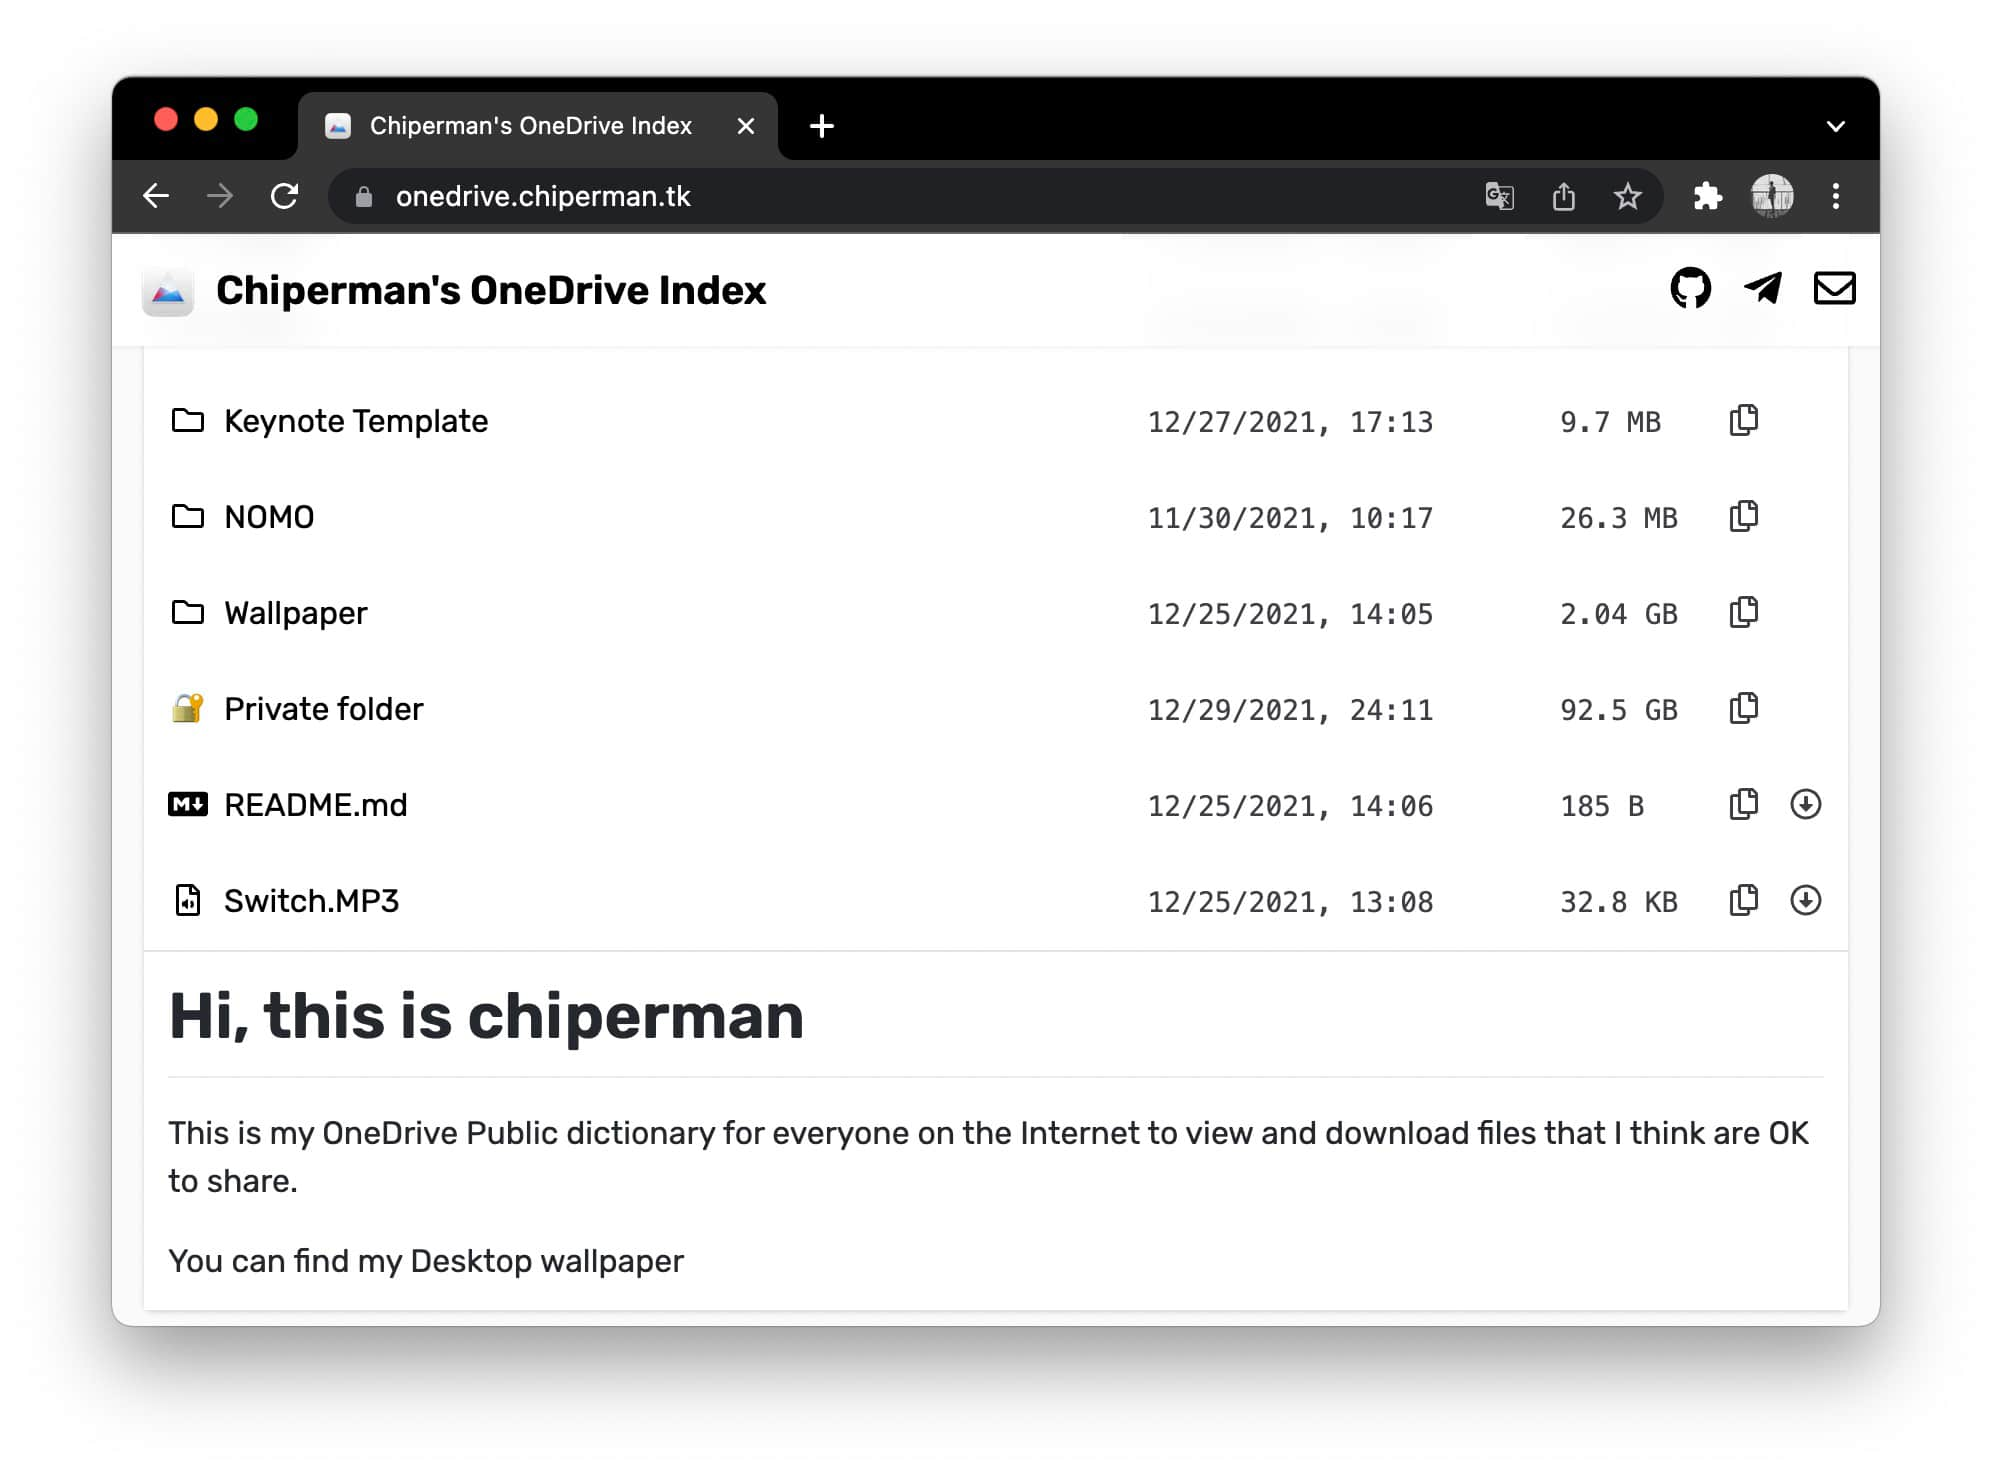 Chiperman's OneDrive Index
onedrive.chiperman.tk
Chiperman's OneDrive Index
Keynote Template 12/27/2021, 17:13 9.7 MB
NOMO 11/30/2021, 10:17 26.3 MB
Wallpaper 12/25/2021, 14:05 2.04 GB
Private folder 12/29/2021, 24:11 92.5 GB
M README.md 12/25/2021, 14:06 185 B
Switch.MP3 12/25/2021, 13:08 32.8 KB
Hi, this is chiperman
This is my OneDrive Public dictionary for everyone on the Internet to view and download files that I think are OK
to share.
You can find my Desktop wallpaper